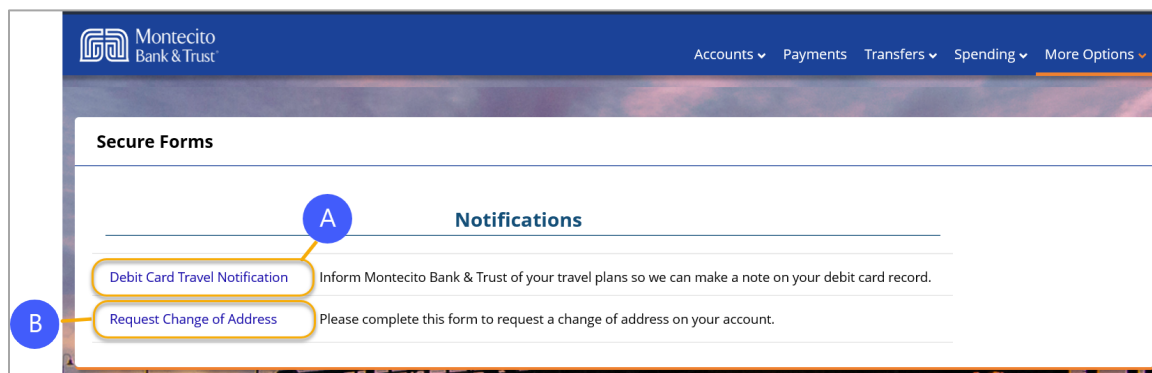 Montecito
Bank & Trust
Accounts Payments Transfers Spending More Options
Secure Forms
A
Notifications
Debit Card Travel Notification Inform Montecito Bank & Trust of your travel plans so we can make a note on your debit card record.
B
Request Change of Address Please complete this form to request a change of address on your account.